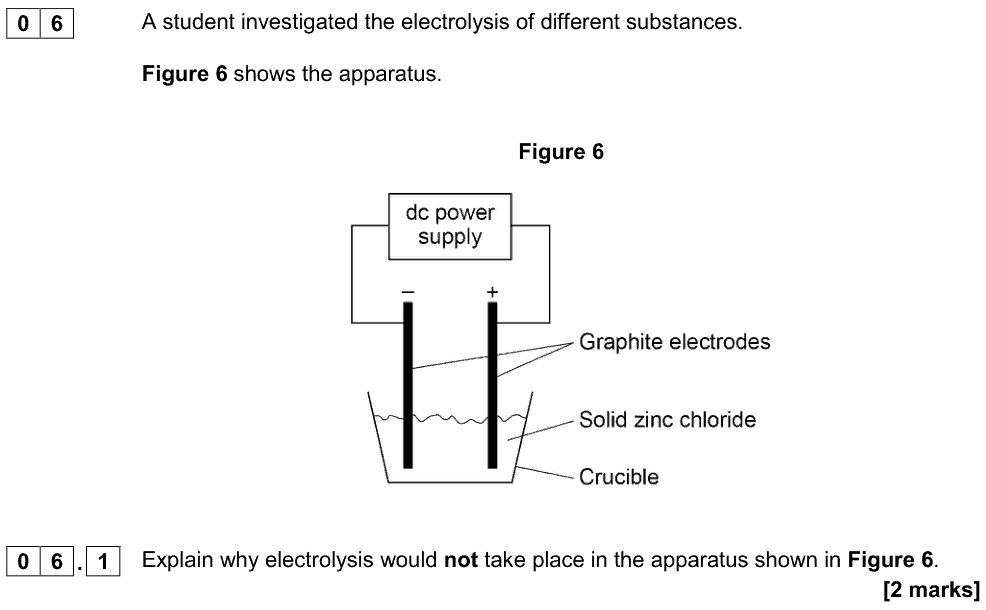 0 6 A student investigated the electrolysis of different substances.
Figure 6 shows the apparatus.
Figure 6
dc power
supply
− +
Graphite electrodes
Solid zinc chloride
Crucible
0 6 . 1 Explain why electrolysis would not take place in the apparatus shown in Figure 6.
[2 marks]